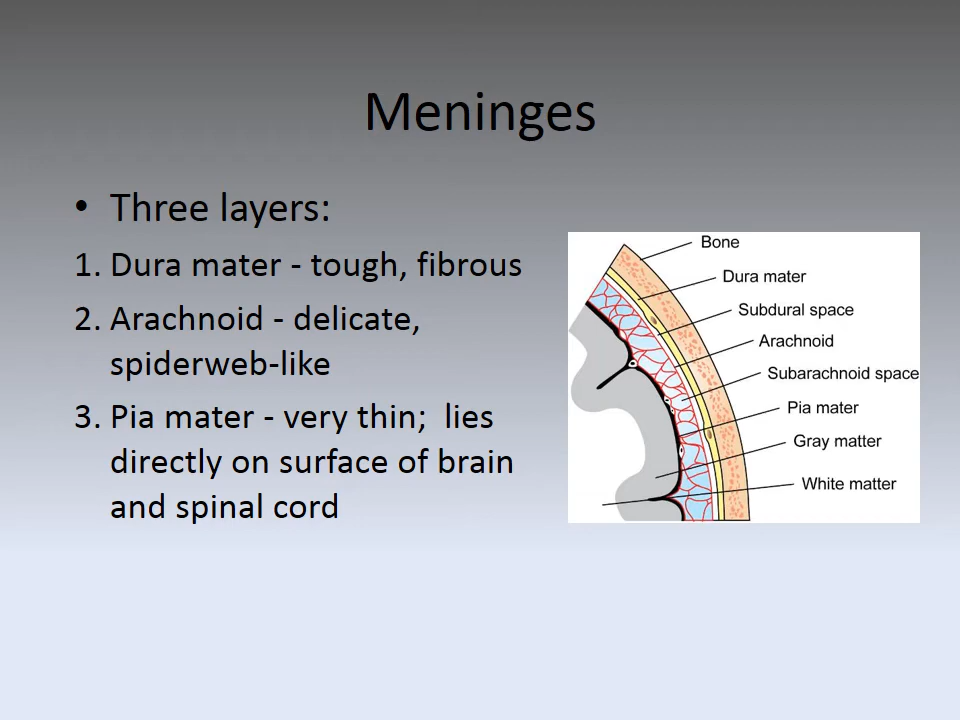 Meninges
• Three layers:
1. Dura mater - tough, fibrous
2. Arachnoid - delicate,
spiderweb-like
3. Pia mater - very thin;  lies
directly on surface of brain
and spinal cord
Bone
Dura mater
Subdural space
Arachnoid
Subarachnoid space
Pia mater
Gray matter
White matter